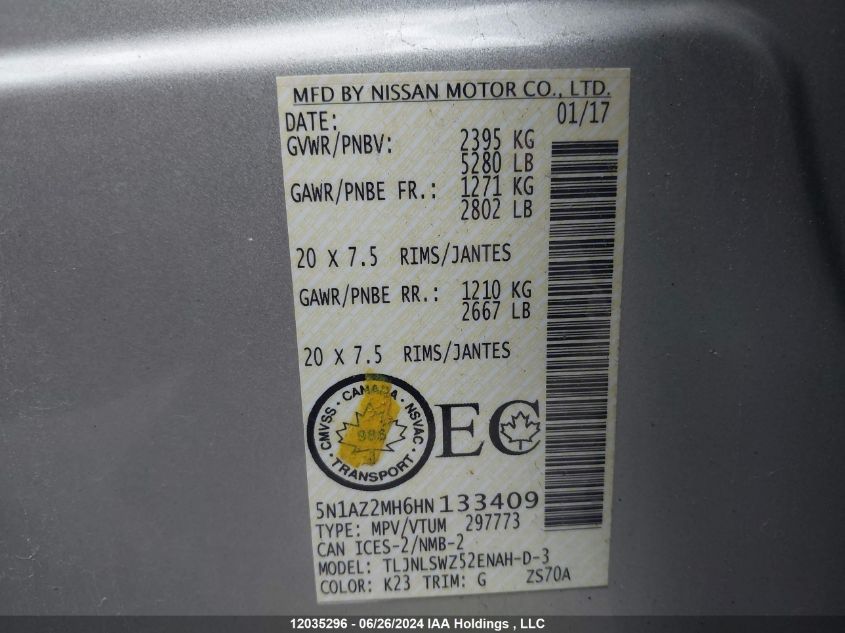 MFD BY NISSAN MOTOR CO., LTD.
DATE: 01/17
GVWR/PNBV: 2395 KG
5280 LB
GAWR/PNBE FR.: 1271 KG
2802 LB
20 X 7.5 RIMS/JANTES
GAWR/PNBE RR.: 1210 KG
2667 LB
20 X 7.5 RIMS/JANTES
CMVSS · CANADA · NSVAC · TRANSPORT ·
EC
5N1AZ2MH6HN133409
TYPE: MPV/VTUM 297773
CAN ICES-2/NMB-2
MODEL: TLJNLSWZ52ENAH-D-3
COLOR: K23 TRIM: G ZS70A
12035296 - 06/26/2024 IAA Holdings , LLC